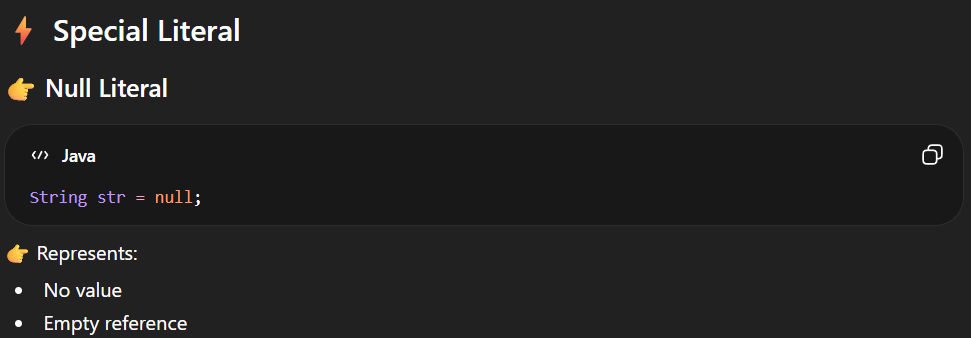 ⚡ Special Literal
👉 Null Literal
</> Java
String str = null;
👉 Represents:
• No value
• Empty reference